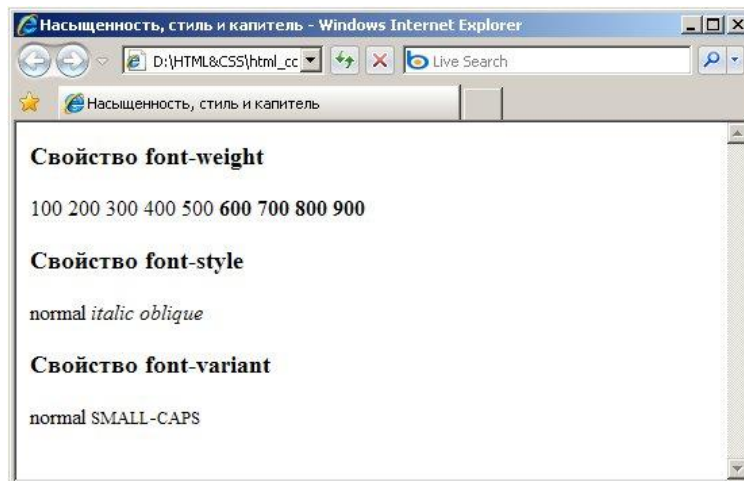 Насыщенность, стиль и капитель - Windows Internet Explorer
D:\HTML&CSS\html_cc
Live Search
Насыщенность, стиль и капитель
Свойство font-weight
100 200 300 400 500 600 700 800 900
Свойство font-style
normal italic oblique
Свойство font-variant
normal SMALL-CAPS